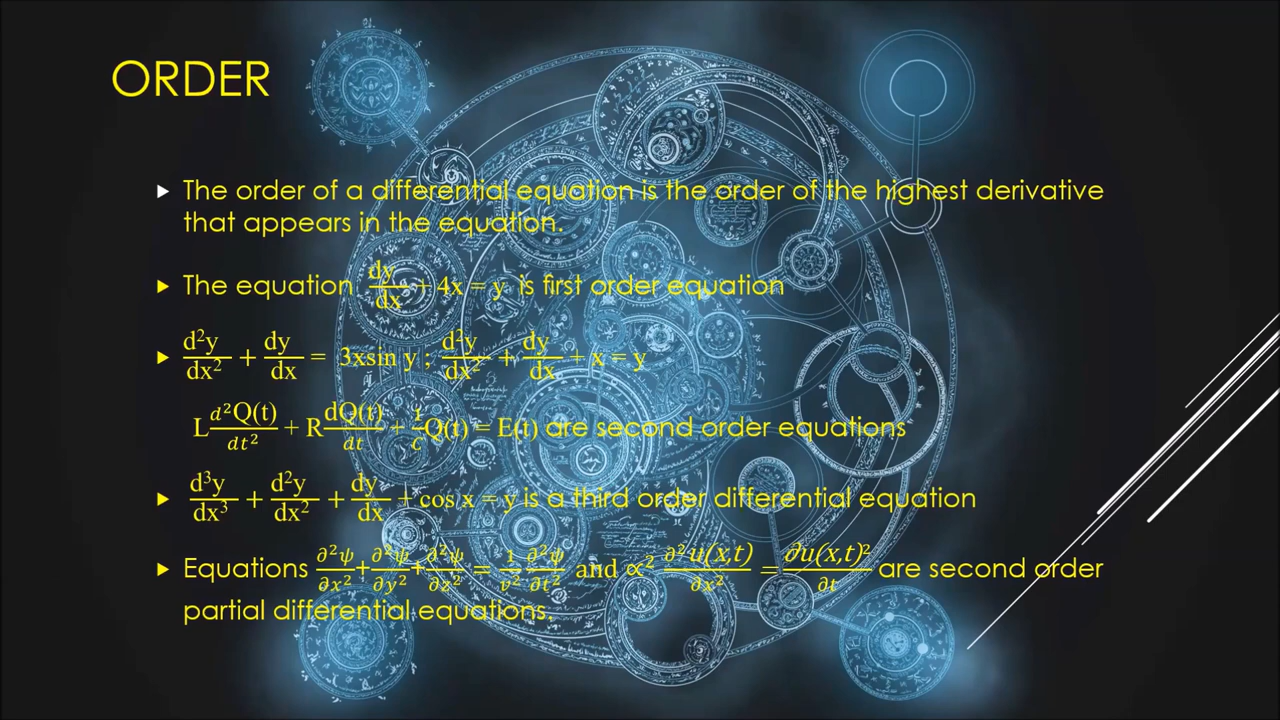 ORDER
The order of a differential equation is the order of the highest derivative
that appears in the equation.
The equation dy/dx + 4x = y is first order equation
d²y/dx² + dy/dx = 3xsin y ; d²y/dx² + dy/dx + x = y
L d²Q(t)/dt² + R dQ(t)/dt + 1/C Q(t) = E(t) are second order equations
d³y/dx³ + d²y/dx² + dy/dx + cos x = y is a third order differential equation
Equations ∂²ψ/∂x² + ∂²ψ/∂y² + ∂²ψ/∂z² = 1/v² ∂²ψ/∂t² and ∝² ∂²u(x,t)/∂x² = ∂u(x,t)²/∂t are second order
partial differential equations.